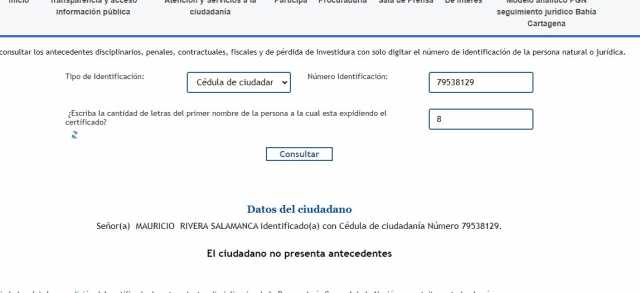 Inicio Transparencia y acceso Atención y servicios a la Participa Procuraduría Sala de Prensa De interés Modelo analítico PGN
información pública ciudadanía seguimiento jurídico Bahía
Cartagena
consultar los antecedentes disciplinarios, penales, contractuales, fiscales y de pérdida de investidura con solo digitar el número de identificación de la persona natural o jurídica.
Tipo de Identificación: Cédula de ciudadan Número Identificación: 79538129
¿Escriba la cantidad de letras del primer nombre de la persona a la cual esta expidiendo el 8
certificado?
Consultar
Datos del ciudadano
Señor(a) MAURICIO RIVERA SALAMANCA identificado(a) con Cédula de ciudadanía Número 79538129.
El ciudadano no presenta antecedentes